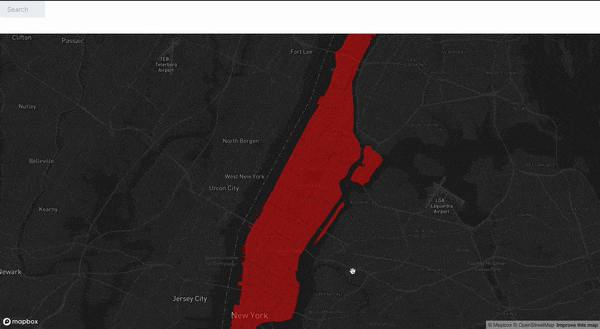 Search
Clifton
Passaic
Fort Lee
TEB
Teterboro
Airport
Nutley
North Bergen
Belleville
West New York
Union City
LGA
Laguardia
Airport
Kearny
Newark
Jersey City
New York
mapbox
© Mapbox © OpenStreetMap Improve this map